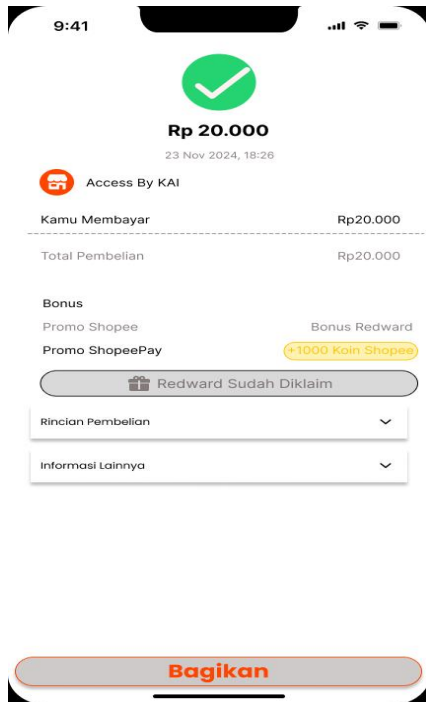 9:41
Rp 20.000
23 Nov 2024, 18:26
Access By KAI
Kamu Membayar Rp20.000
Total Pembelian Rp20.000
Bonus
Promo Shopee Bonus Redward
Promo ShopeePay +1000 Koin Shopee
Redward Sudah Diklaim
Rincian Pembelian
Informasi Lainnya
Bagikan